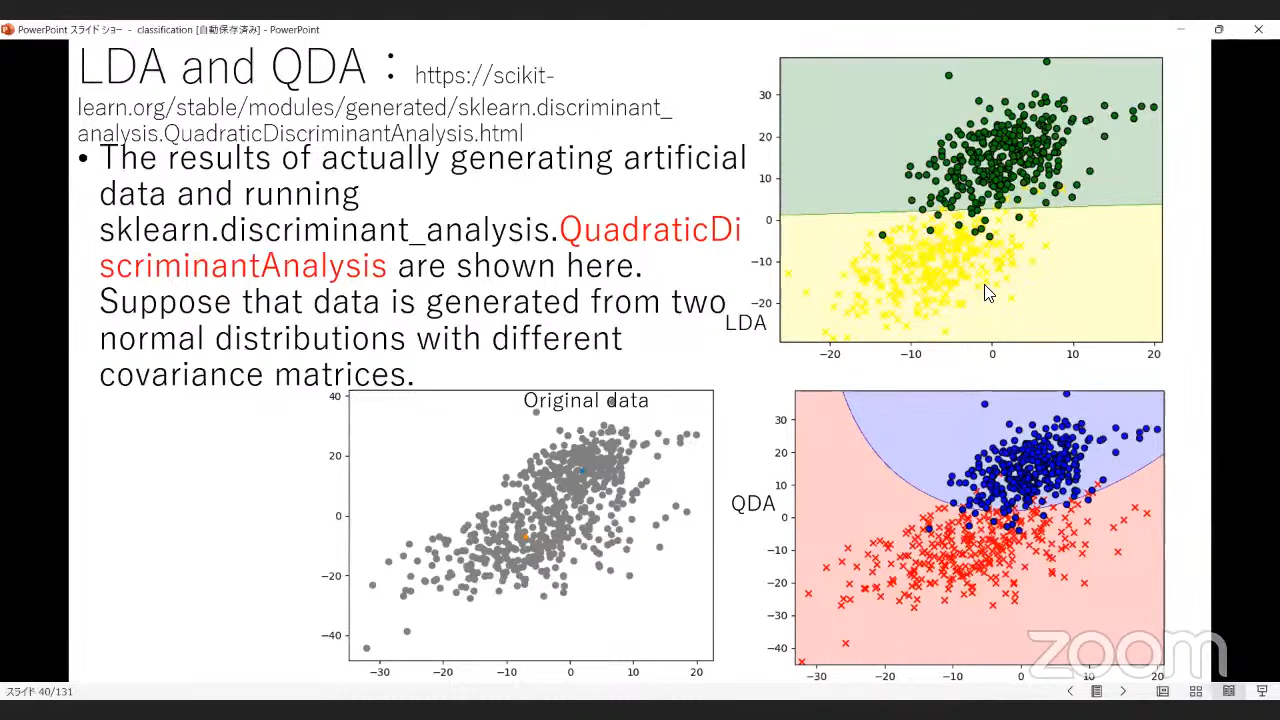 PowerPoint スライド ショー - classification [自動保存済み] - PowerPoint
LDA and QDA：https://scikit-
learn.org/stable/modules/generated/sklearn.discriminant_
analysis.QuadraticDiscriminantAnalysis.html
• The results of actually generating artificial
data and running
sklearn.discriminant_analysis.QuadraticDi
scriminantAnalysis are shown here.
Suppose that data is generated from two
normal distributions with different
covariance matrices.
30
20
10
0
−10
−20
LDA
−20 −10 0 10 20
Original data
40
20
0
−20
−40
−30 −20 −10 0 10 20
QDA
30
20
10
0
−10
−20
−30
−40
−30 −20 −10 0 10 20
zoom
スライド 40/131